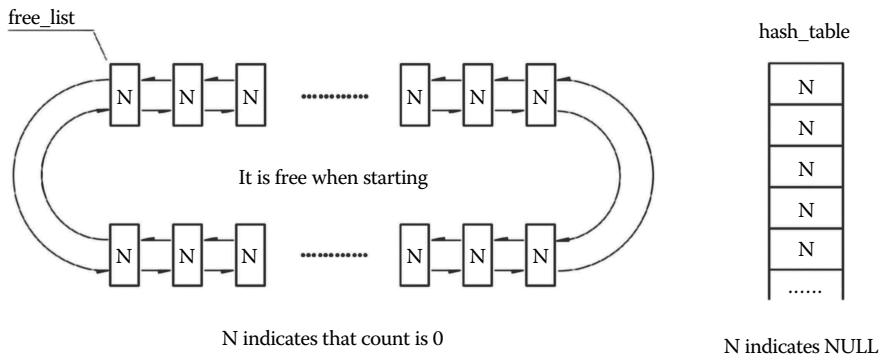 free_list
hash_table
N N N ............ N N N
N
N
N
It is free when starting
N
N
N N N ............ N N N
......
N indicates that count is 0
N indicates NULL